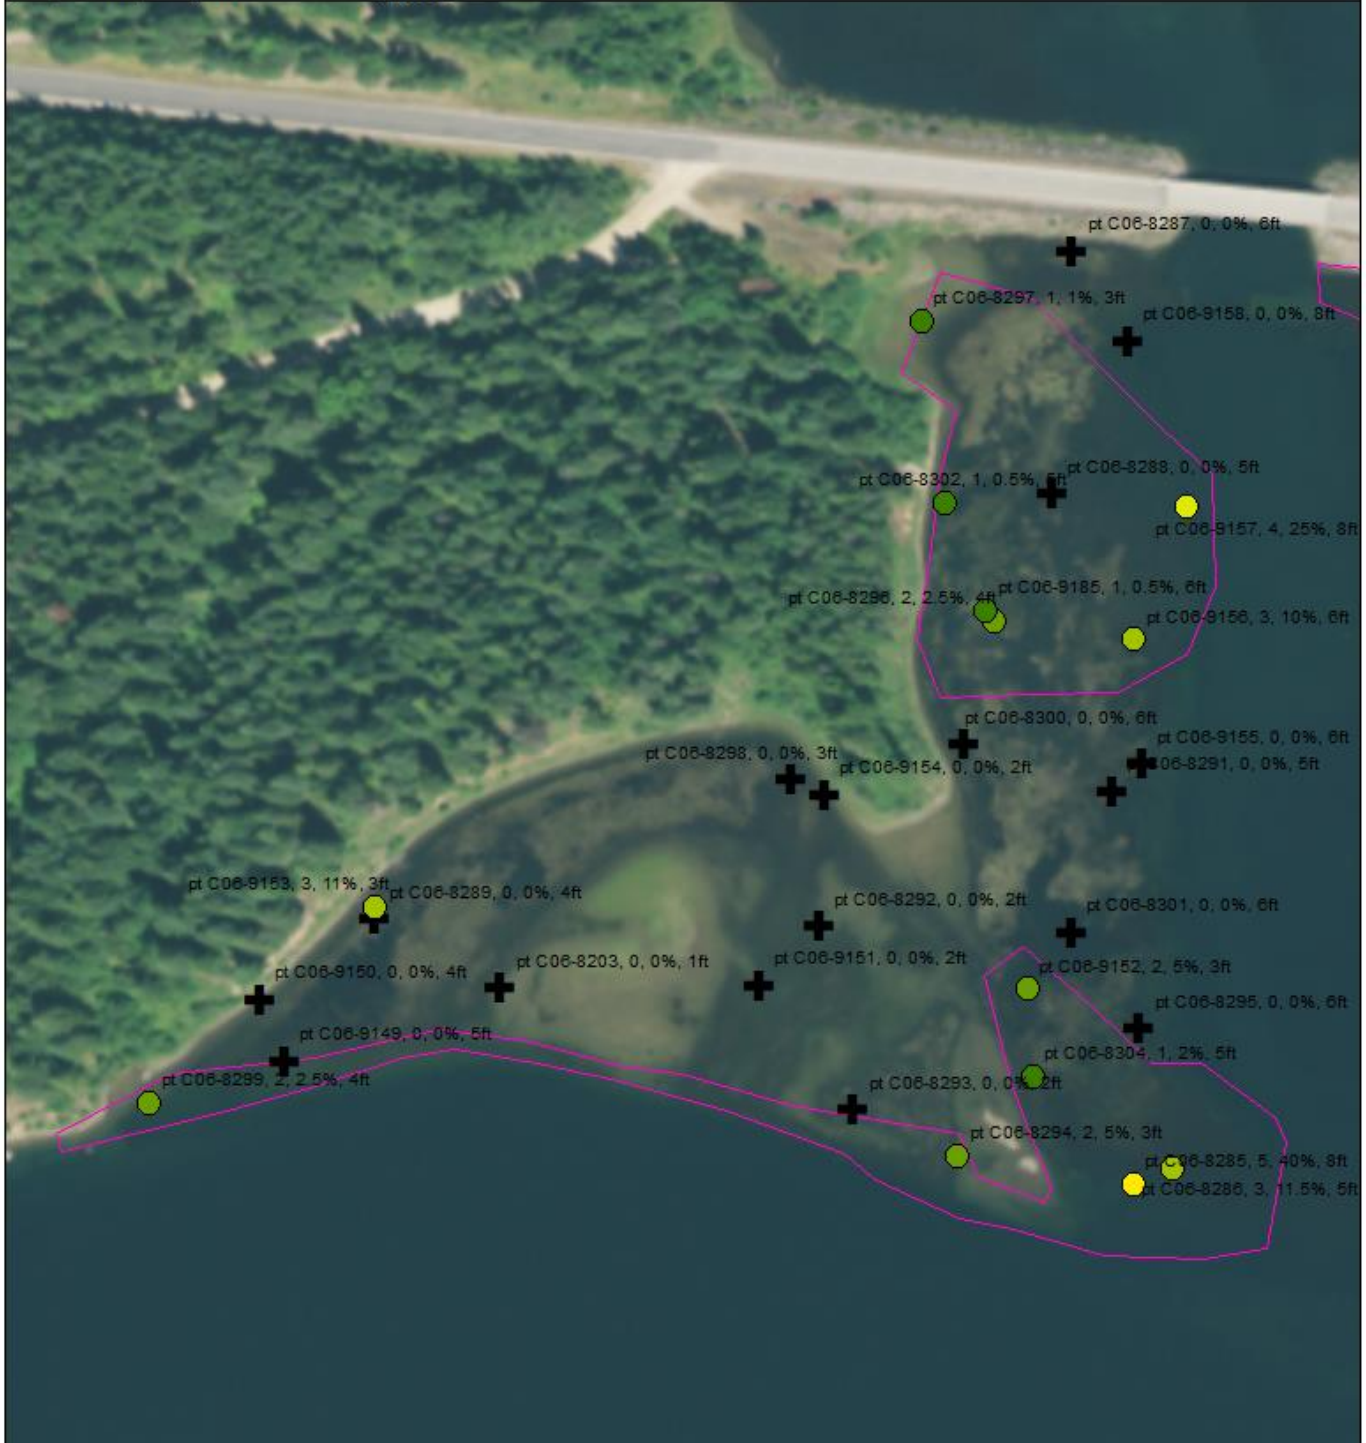 pt C06-8287, 0, 0%, 6ft
pt C06-8297, 1, 1%, 3ft
pt C06-9158, 0, 0%, 8ft
pt C06-8288, 0, 0%, 5ft
pt C06-8302, 1, 0.5%, 5ft
pt C06-9157, 4, 25%, 8ft
pt C06-9185, 1, 0.5%, 6ft
pt C06-8296, 2, 2.5%, 4ft
pt C06-9156, 3, 10%, 6ft
pt C06-8300, 0, 0%, 6ft
pt C06-9155, 0, 0%, 6ft
pt C06-8298, 0, 0%, 3ft
C06-8291, 0, 0%, 5ft
pt C06-9154, 0, 0%, 2ft
pt C06-9153, 3, 11%, 3ft
pt C06-8289, 0, 0%, 4ft
pt C06-8292, 0, 0%, 2ft
pt C06-8301, 0, 0%, 6ft
pt C06-9150, 0, 0%, 4ft
pt C06-8203, 0, 0%, 1ft
pt C06-9151, 0, 0%, 2ft
pt C06-9152, 2, 5%, 3ft
pt C06-8295, 0, 0%, 6ft
pt C06-9149, 0, 0%, 5ft
pt C06-8304, 1, 2%, 5ft
pt C06-8299, 2, 2.5%, 4ft
pt C06-8293, 0, 0%, 2ft
pt C06-8294, 2, 5%, 3ft
pt C06-8285, 5, 40%, 8ft
pt C06-8286, 3, 11.5%, 5ft